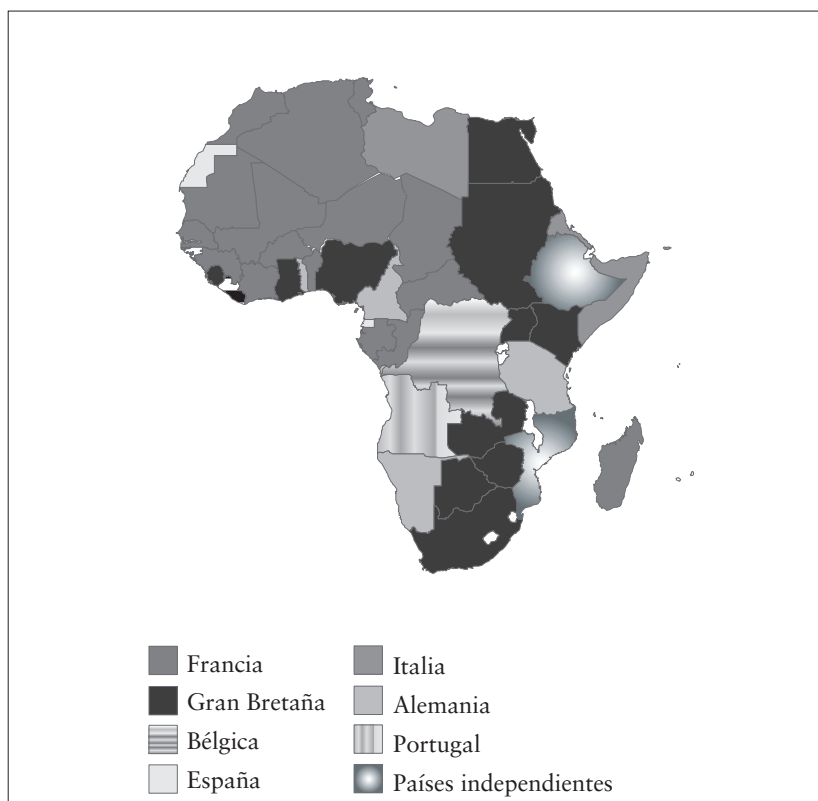 Francia
Gran Bretaña
Bélgica
España
Italia
Alemania
Portugal
Países independientes